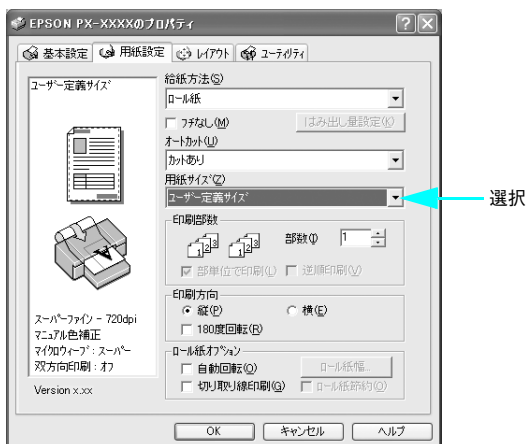 EPSON PX-XXXXのプロパティ
基本設定
用紙設定
レイアウト
ユーティリティ
ユーザー定義サイズ
スーパーファイン - 720dpi
マニュアル色補正
マイクロウィーブ：スーパー
双方向印刷：オフ
Version x.xx
給紙方法(S)
ロール紙
フチなし(M)
はみ出し量設定(K)
オートカット(U)
カットあり
用紙サイズ(Z)
ユーザー定義サイズ
選択
印刷部数
部数(I) 1
部単位で印刷(L)
逆順印刷(V)
印刷方向
縦(P)
横(E)
180度回転(R)
ロール紙オプション
自動回転(O)
ロール紙幅...
切り取り線印刷(G)
ロール紙節約(Q)
OK
キャンセル
ヘルプ